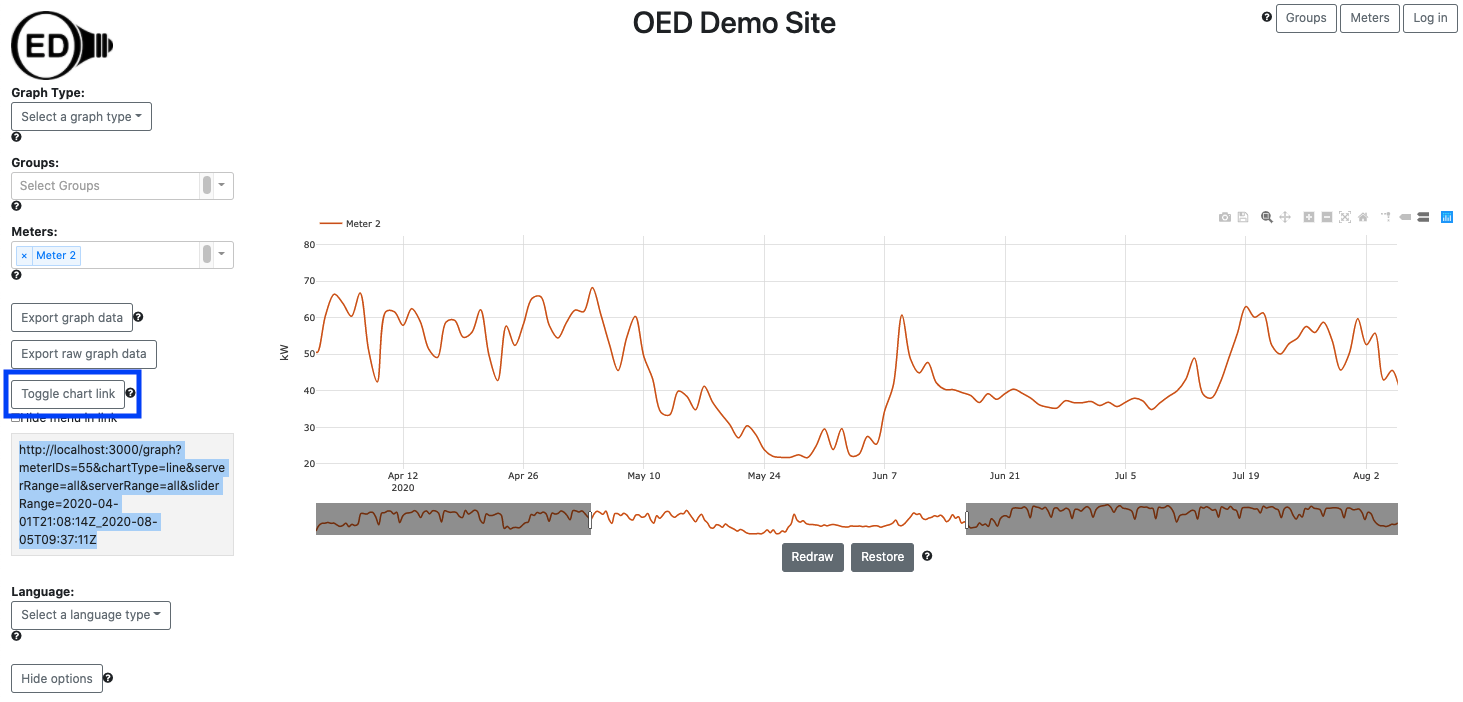 OED Demo Site
Groups
Meters
Log in
ED
Graph Type:
Select a graph type
Groups:
Select Groups
Meters:
× Meter 2
Export graph data
Export raw graph data
Toggle chart link
Hide menu in link
http://localhost:3000/graph?
meterIDs=55&chartType=line&serve
rRange=all&serverRange=all&slider
Range=2020-04-
01T21:08:14Z_2020-08-
05T09:37:11Z
Language:
Select a language type
Hide options
Meter 2
kW
80
70
60
50
40
30
20
Apr 12
2020
Apr 26
May 10
May 24
Jun 7
Jun 21
Jul 5
Jul 19
Aug 2
Redraw
Restore